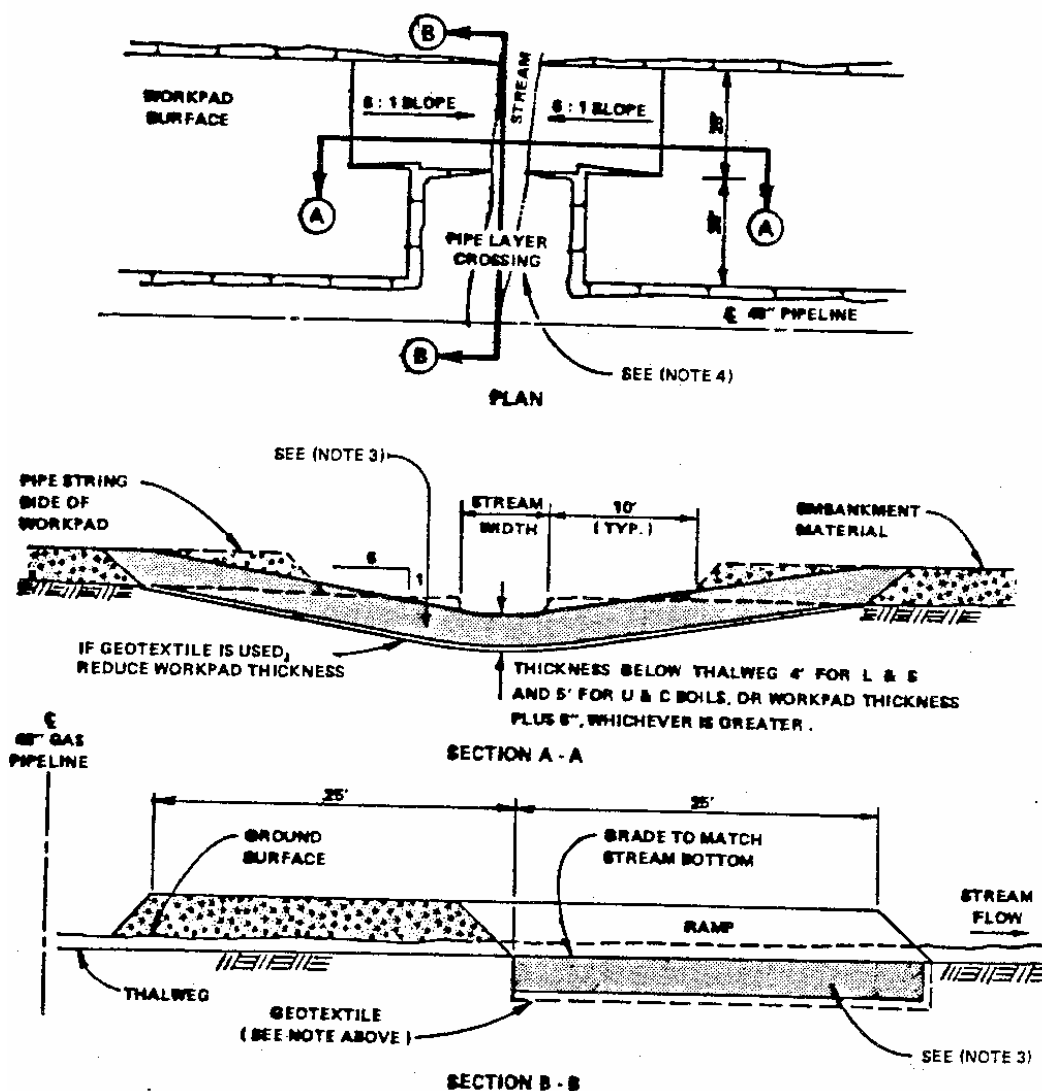 B
STREAM
WORKPAD
SURFACE
6 : 1 SLOPE
6 : 1 SLOPE
25'
A
A
25'
PIPE LAYER
CROSSING
℄ 48" PIPELINE
B
SEE (NOTE 4)
PLAN
SEE (NOTE 3)
PIPE STRING
SIDE OF
WORKPAD
STREAM
WIDTH
10'
(TYP.)
EMBANKMENT
MATERIAL
6
1
IF GEOTEXTILE IS USED,
REDUCE WORKPAD THICKNESS
THICKNESS BELOW THALWEG 4' FOR L & S
AND 5' FOR U & C SOILS, OR WORKPAD THICKNESS
PLUS 6", WHICHEVER IS GREATER.
SECTION A - A
℄
48" GAS
PIPELINE
25'
25'
GROUND
SURFACE
GRADE TO MATCH
STREAM BOTTOM
STREAM
FLOW
RAMP
THALWEG
GEOTEXTILE
(SEE NOTE ABOVE)
SEE (NOTE 3)
SECTION B - B